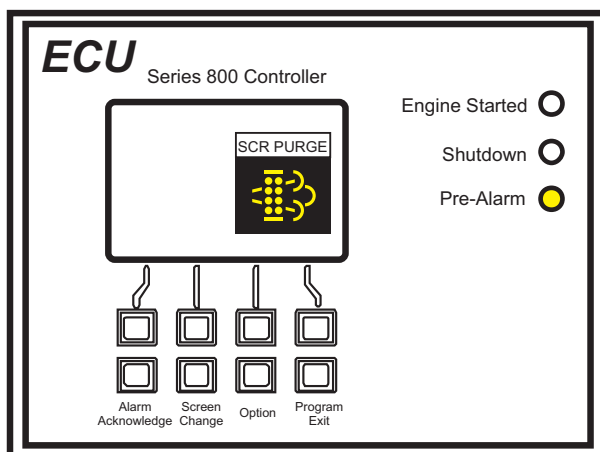 ECU
Series 800 Controller
Engine Started
SCR PURGE
Shutdown
Pre-Alarm
Alarm
Acknowledge
Screen
Change
Option
Program
Exit